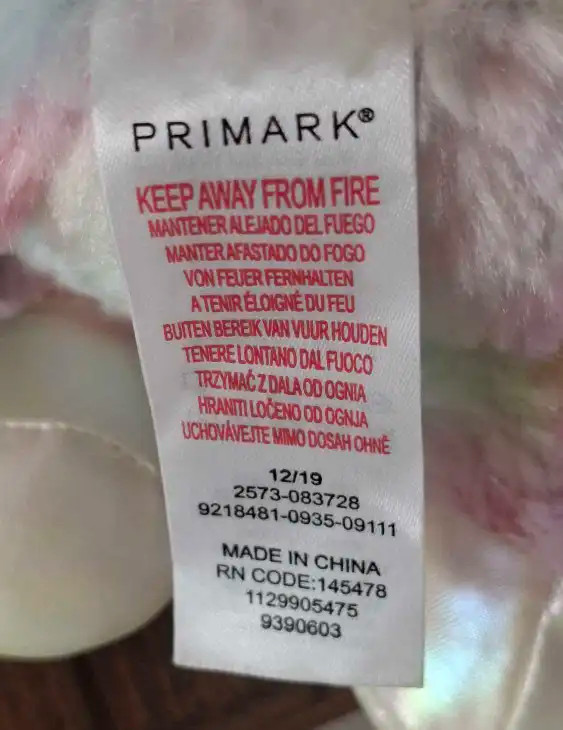 PRIMARK®
KEEP AWAY FROM FIRE
MANTENER ALEJADO DEL FUEGO
MANTER AFASTADO DO FOGO
VON FEUER FERNHALTEN
A TENIR ÉLOIGNÉ DU FEU
BUITEN BEREIK VAN VUUR HOUDEN
TENERE LONTANO DAL FUOCO
TRZYMAĆ Z DALA OD OGNIA
HRANITI LOČENO OD OGNJA
UCHOVÁVEJTE MIMO DOSAH OHNĚ
12/19
2573-083728
9218481-0935-09111
MADE IN CHINA
RN CODE:145478
1129905475
9390603